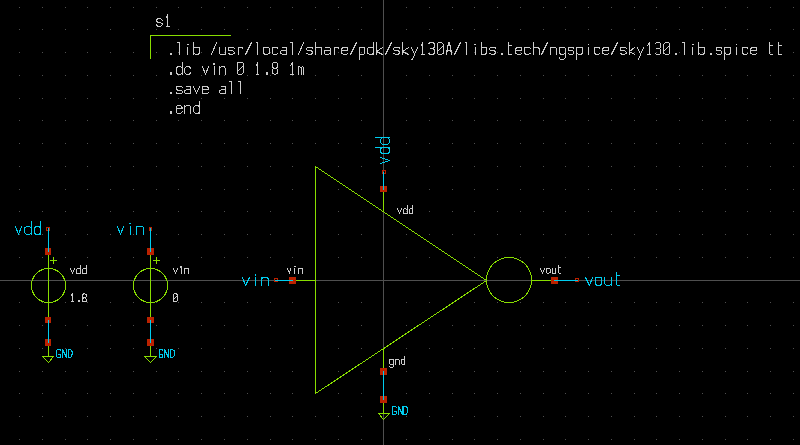 s1
.lib /usr/local/share/pdk/sky130A/libs.tech/ngspice/sky130.lib.spice tt
.dc vin 0 1.8 1m
.save all
.end
vdd
vdd
vdd
vin
+
vdd
1.8
+
vin
0
vin
vin
vout
vout
GND
GND
gnd
GND